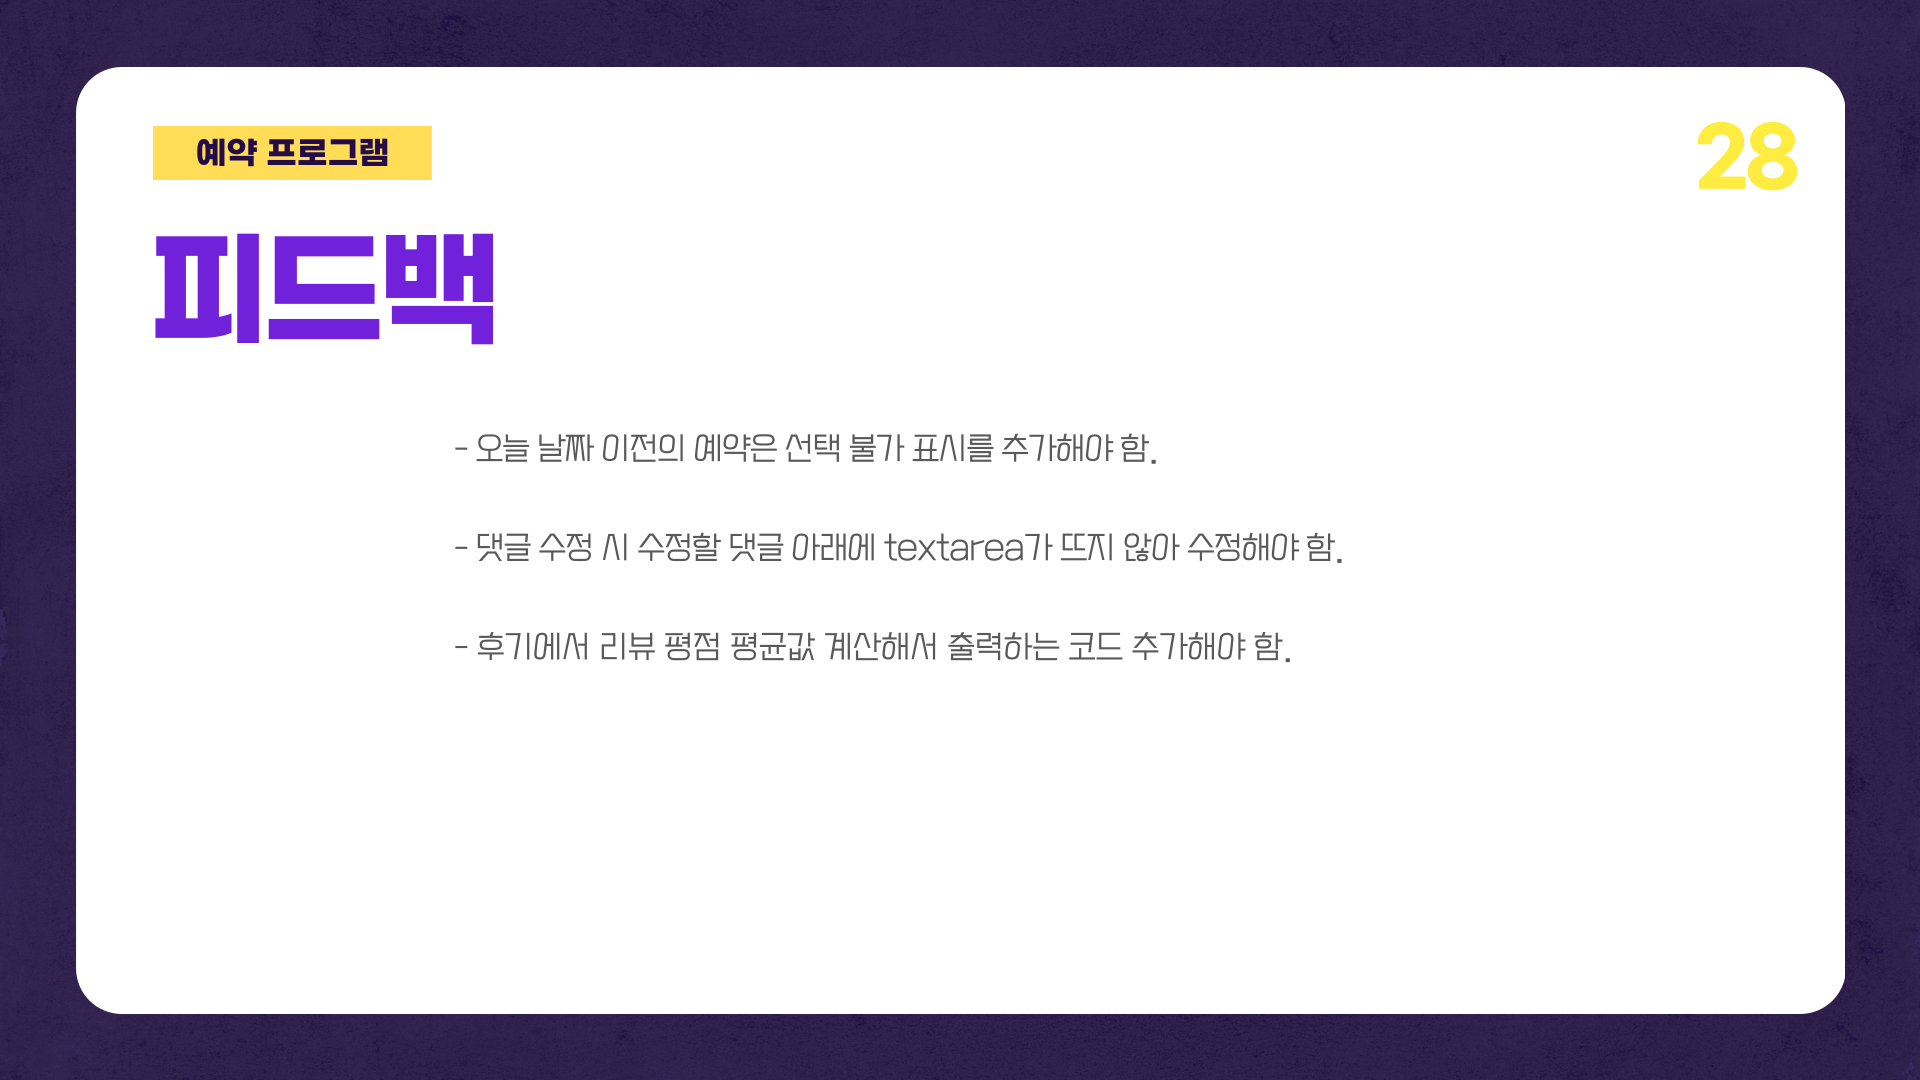 예약 프로그램
28
피드백
- 오늘 날짜 이전의 예약은 선택 불가 표시를 추가해야 함.
- 댓글 수정 시 수정할 댓글 아래에 textarea가 뜨지 않아 수정해야 함.
- 후기에서 리뷰 평점 평균값 계산해서 출력하는 코드 추가해야 함.